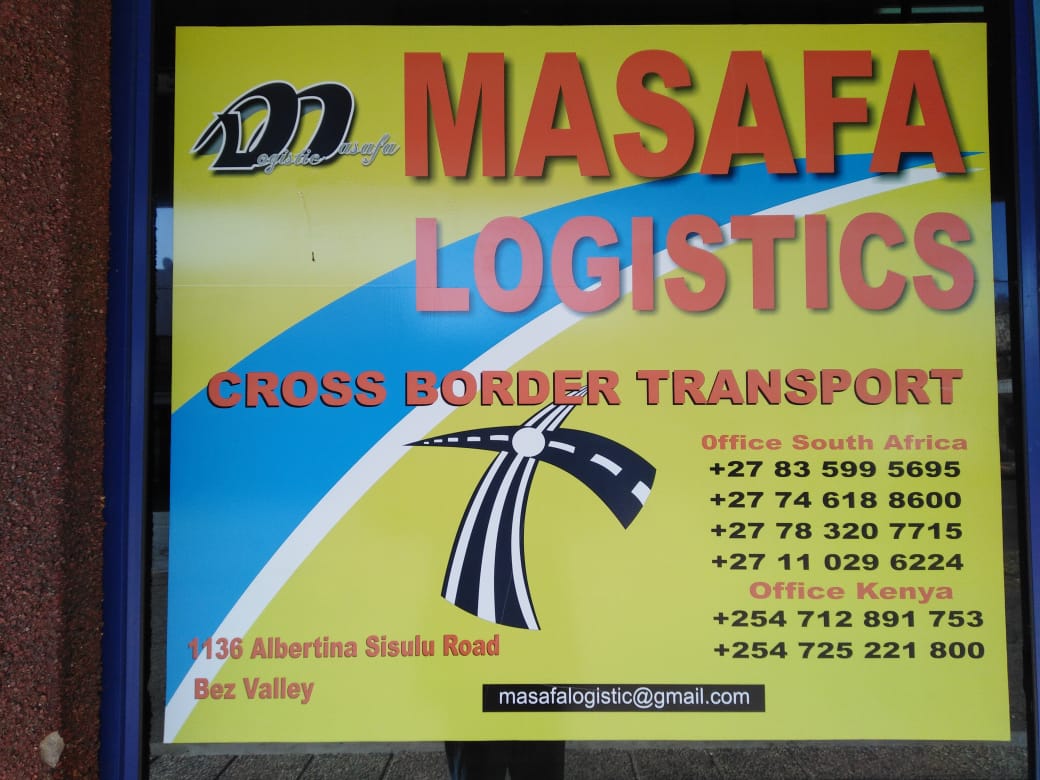 Logistic Masafa
MASAFA
LOGISTICS
CROSS BORDER TRANSPORT
Office South Africa
+27 83 599 5695
+27 74 618 8600
+27 78 320 7715
+27 11 029 6224
Office Kenya
+254 712 891 753
+254 725 221 800
1136 Albertina Sisulu Road
Bez Valley
masafalogistic@gmail.com